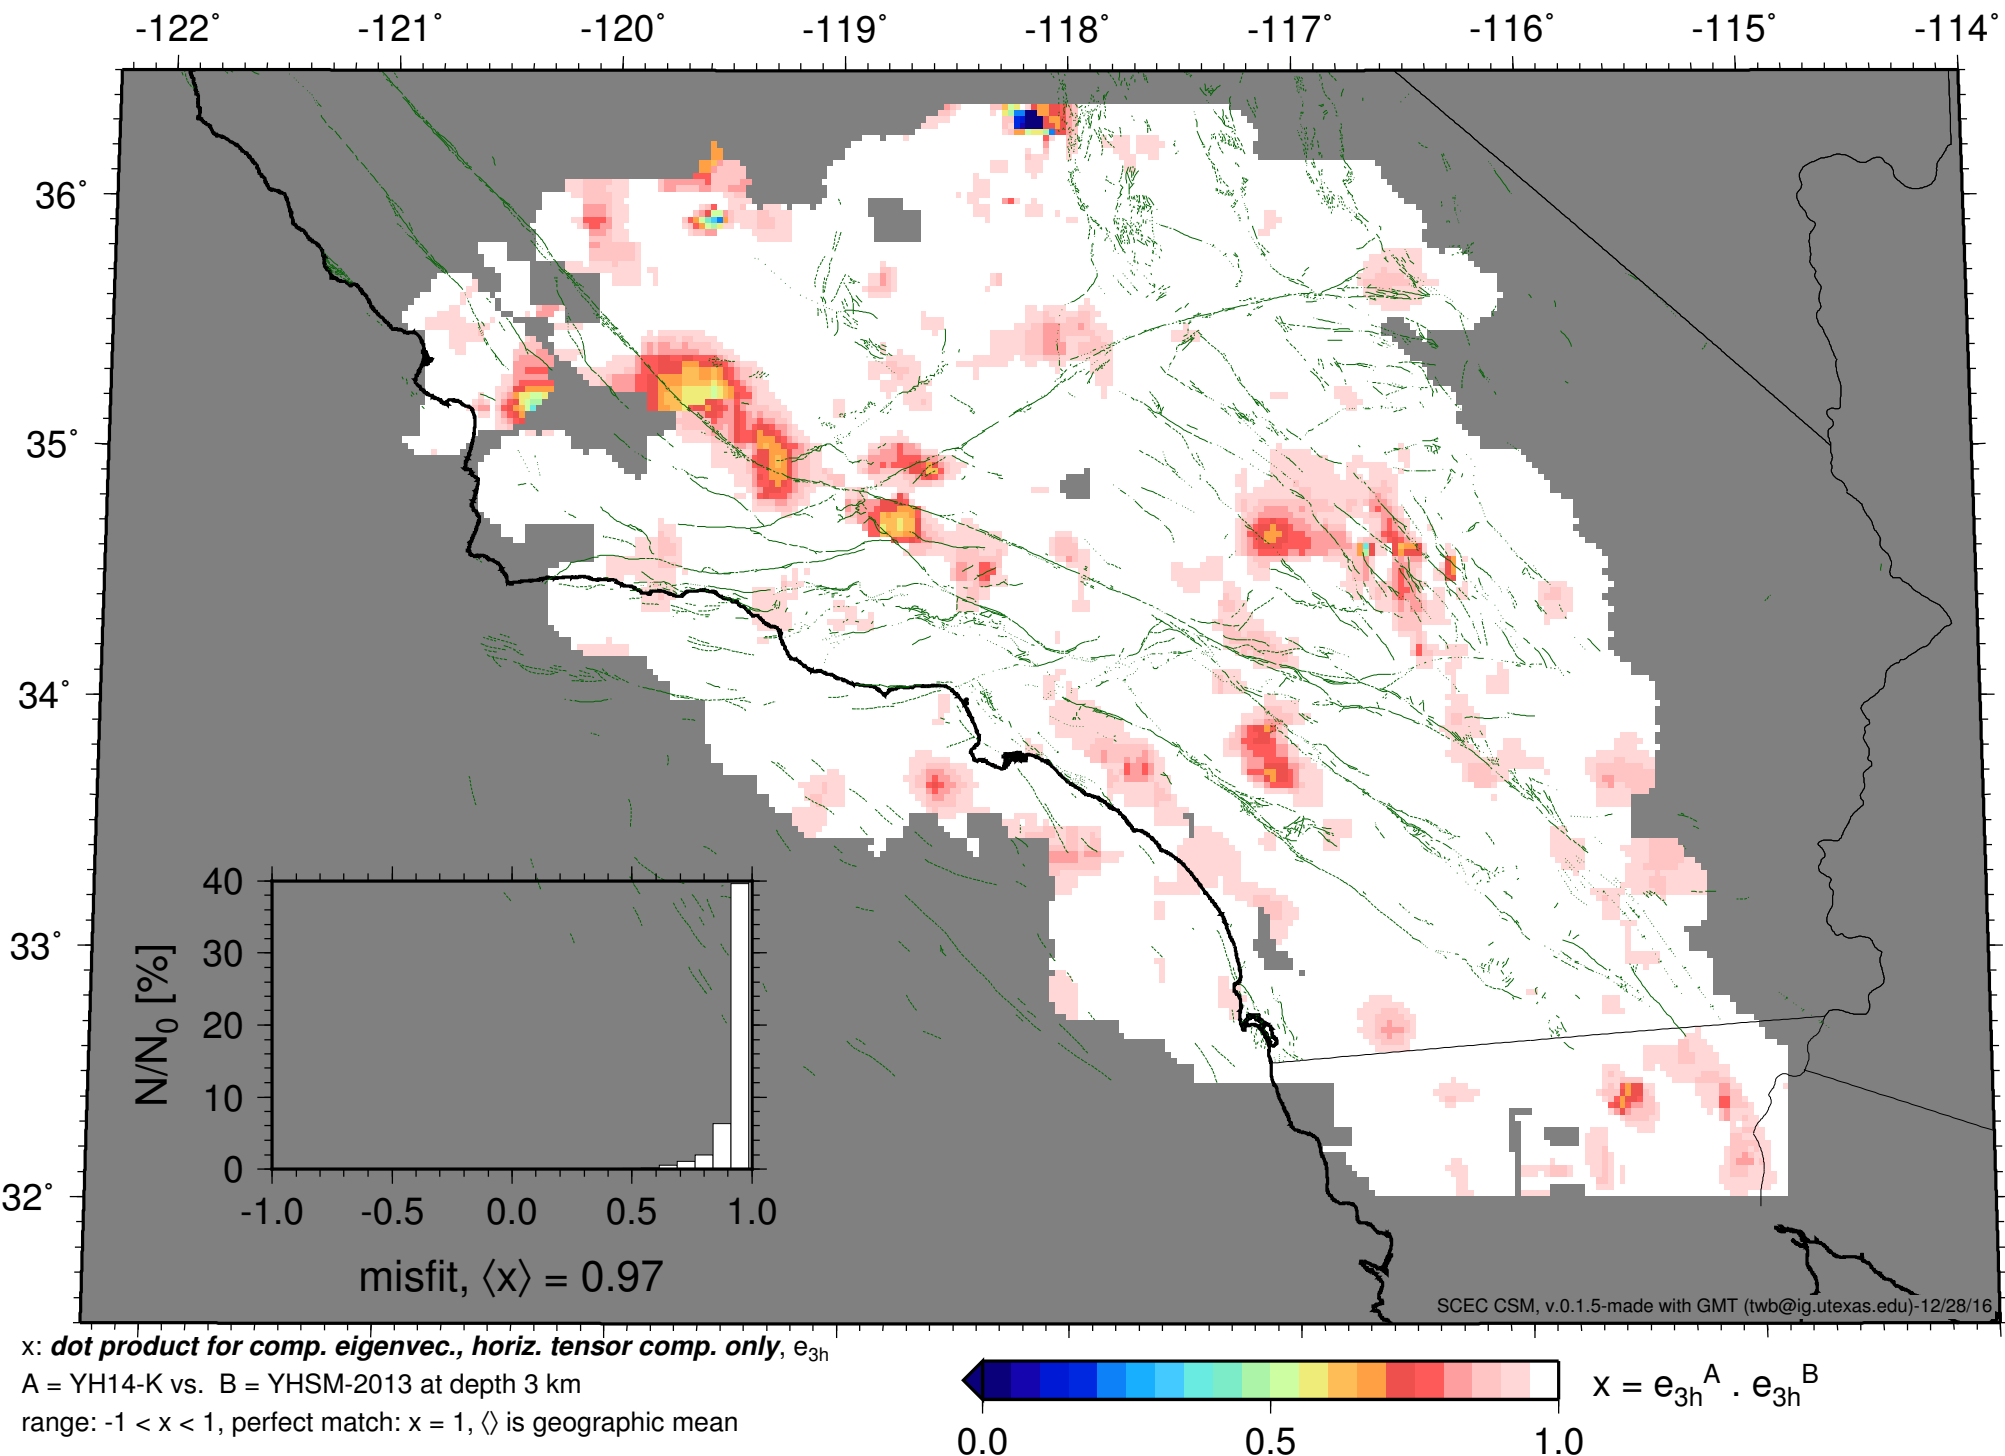 -122° -121° -120° -119° -118° -117° -116° -115° -114°
36°
35°
34°
33°
32°
40
30
20
10
0
N/N0 [%]
-1.0 -0.5 0.0 0.5 1.0
misfit, ⟨x⟩ = 0.97
SCEC CSM, v.0.1.5-made with GMT (twb@ig.utexas.edu)-12/28/16
x: dot product for comp. eigenvec., horiz. tensor comp. only, e3h
A = YH14-K vs. B = YHSM-2013 at depth 3 km
range: -1 < x < 1, perfect match: x = 1, ⟨⟩ is geographic mean
x = e3hA . e3hB
0.0 0.5 1.0